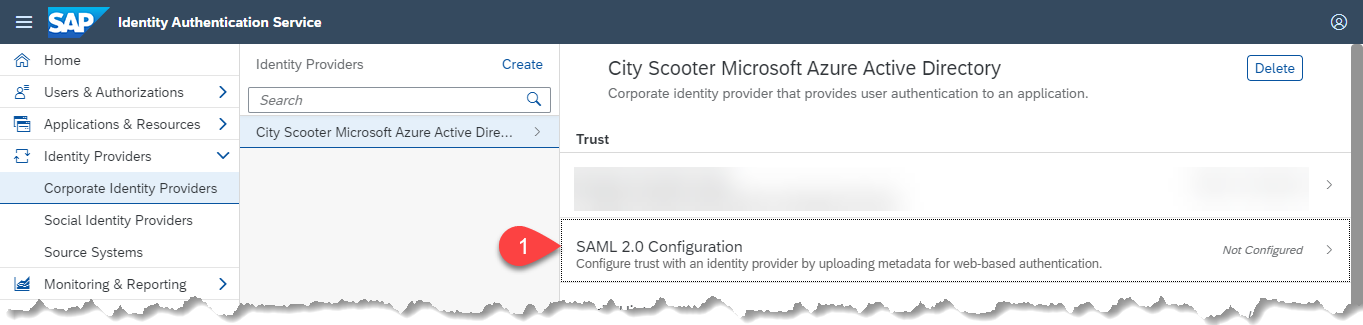 SAP Identity Authentication Service
Home
Users & Authorizations
Applications & Resources
Identity Providers
Corporate Identity Providers
Social Identity Providers
Source Systems
Monitoring & Reporting
Identity Providers Create
Search
City Scooter Microsoft Azure Active Dire...
City Scooter Microsoft Azure Active Directory Delete
Corporate identity provider that provides user authentication to an application.
Trust
1
SAML 2.0 Configuration Not Configured
Configure trust with an identity provider by uploading metadata for web-based authentication.